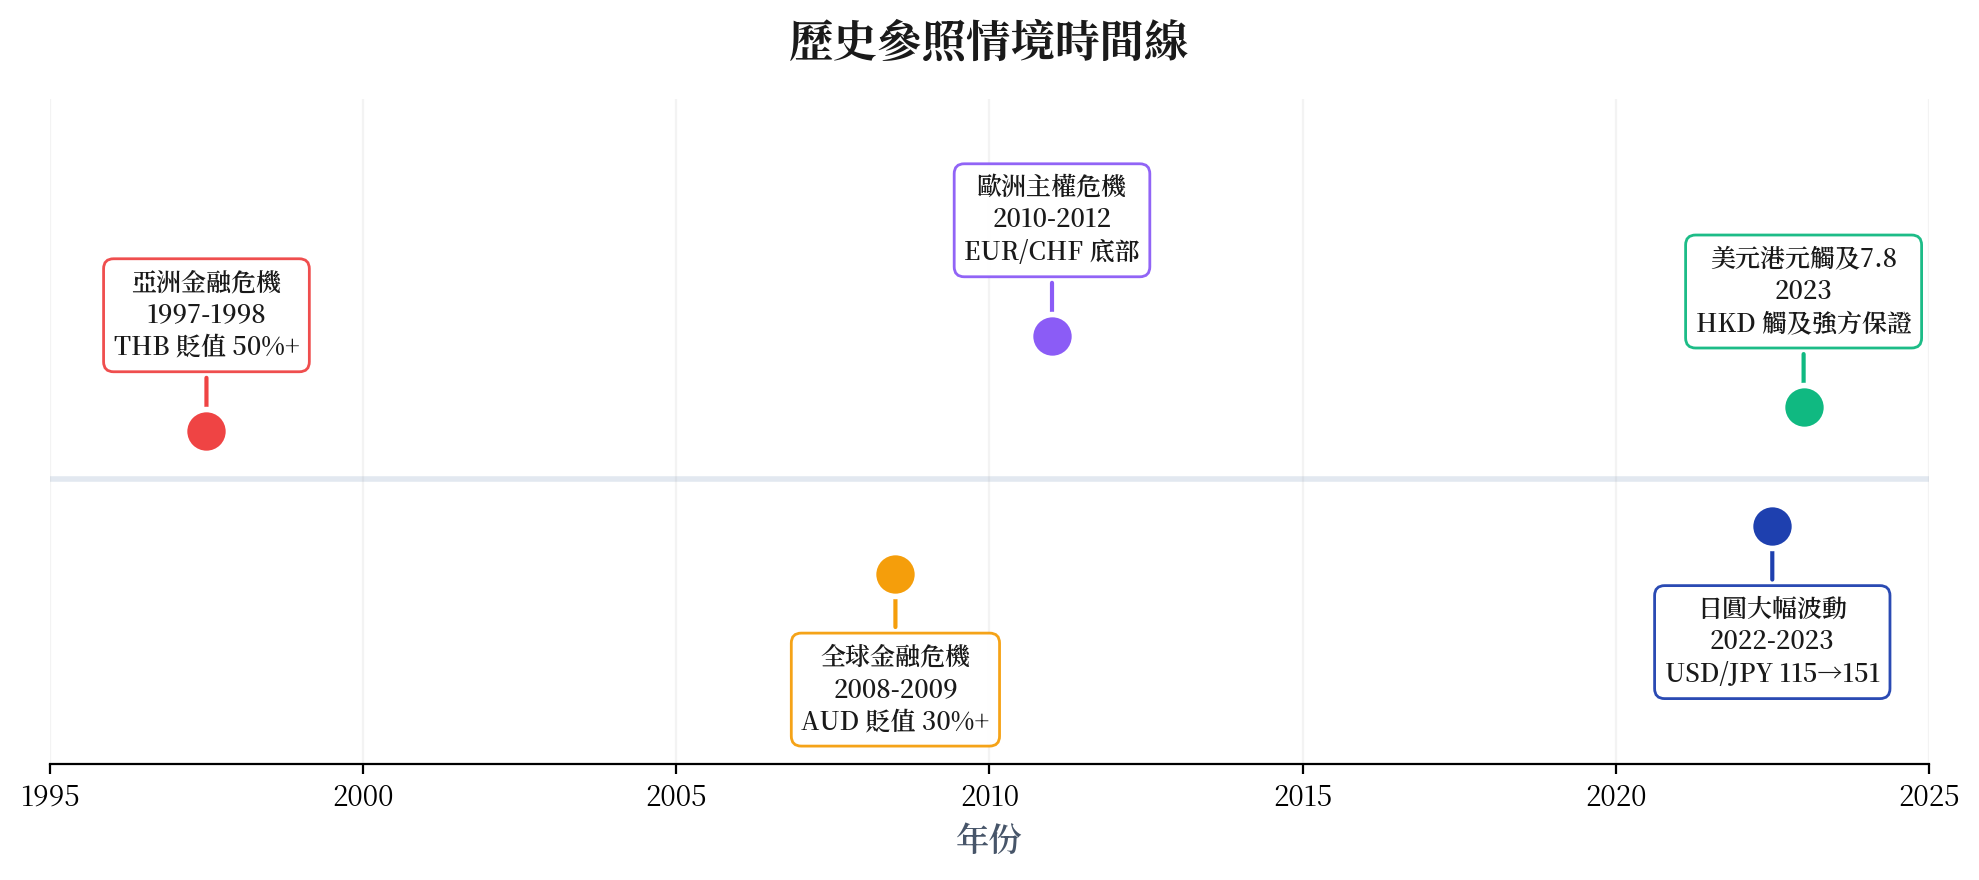 歷史參照情境時間線
亞洲金融危機
1997-1998
THB 貶值 50%+
全球金融危機
2008-2009
AUD 貶值 30%+
歐洲主權危機
2010-2012
EUR/CHF 底部
美元港元觸及7.8
2023
HKD 觸及強方保證
日圓大幅波動
2022-2023
USD/JPY 115→151
1995
2000
2005
2010
2015
2020
2025
年份